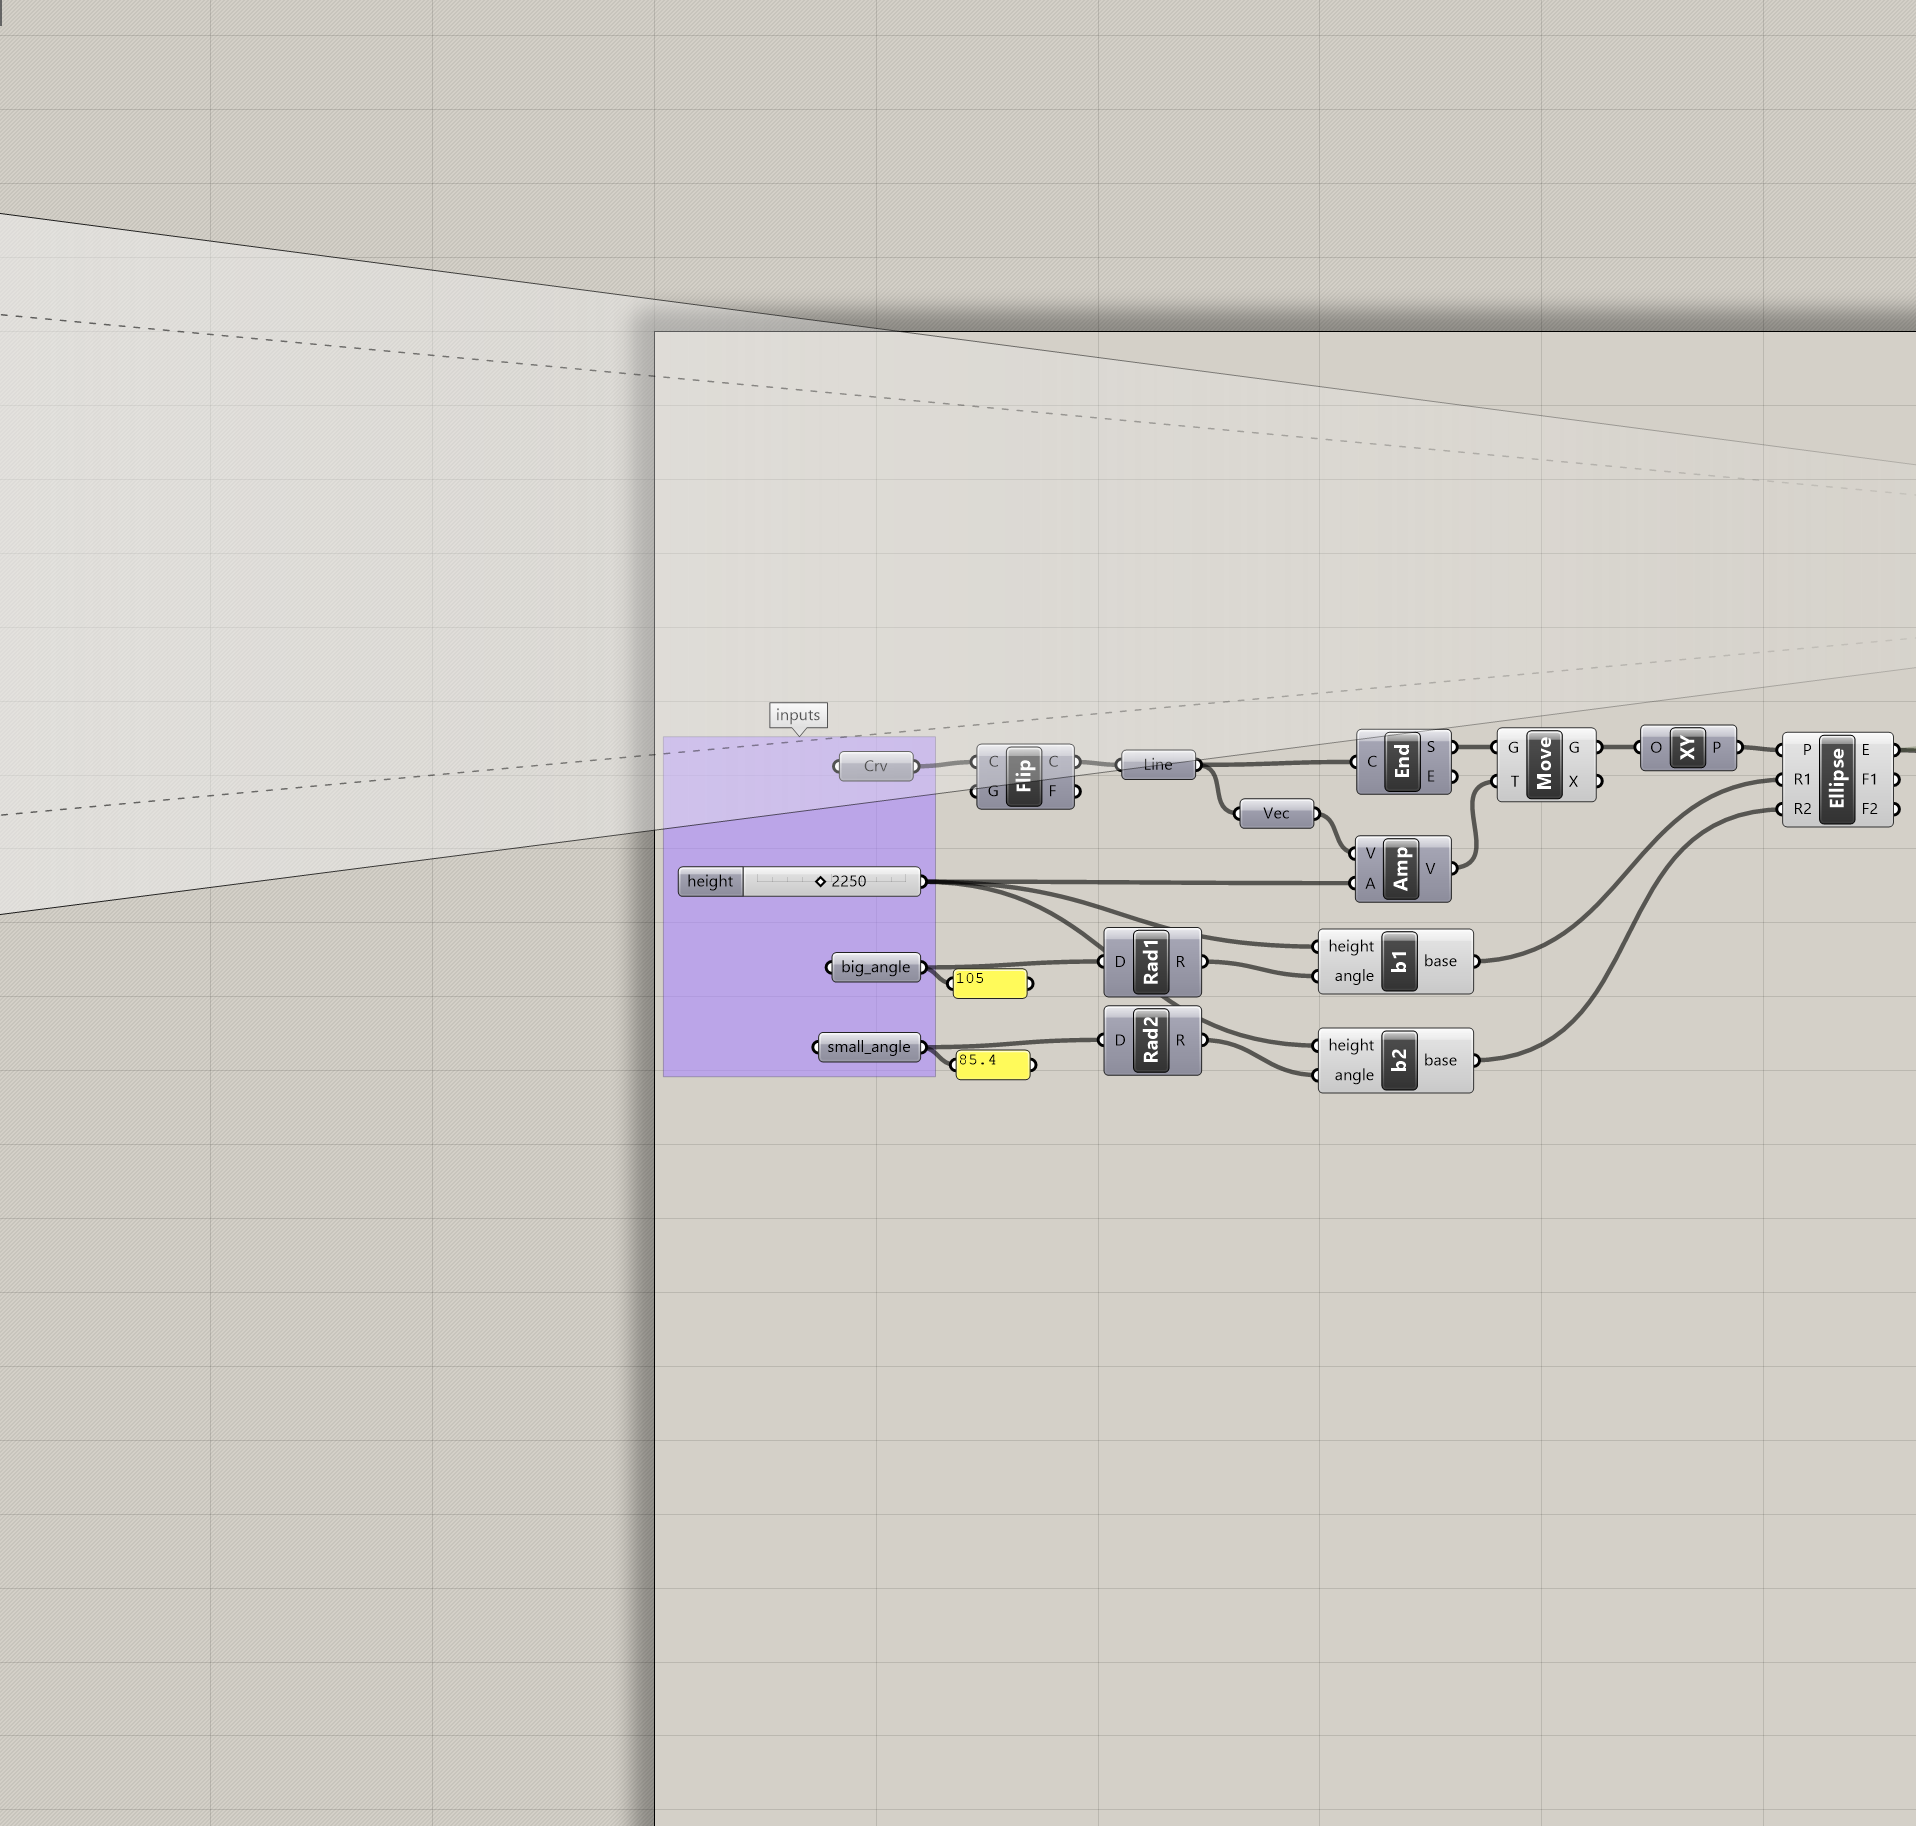 inputs
Crv
C
G
Flip
C
F
Line
Vec
C
End
S
E
G
T
Move
G
X
O
XY
P
P
R1
R2
Ellipse
E
F1
F2
height
2250
V
A
Amp
V
big_angle
105
D
Rad1
R
height
angle
b1
base
small_angle
85.4
D
Rad2
R
height
angle
b2
base